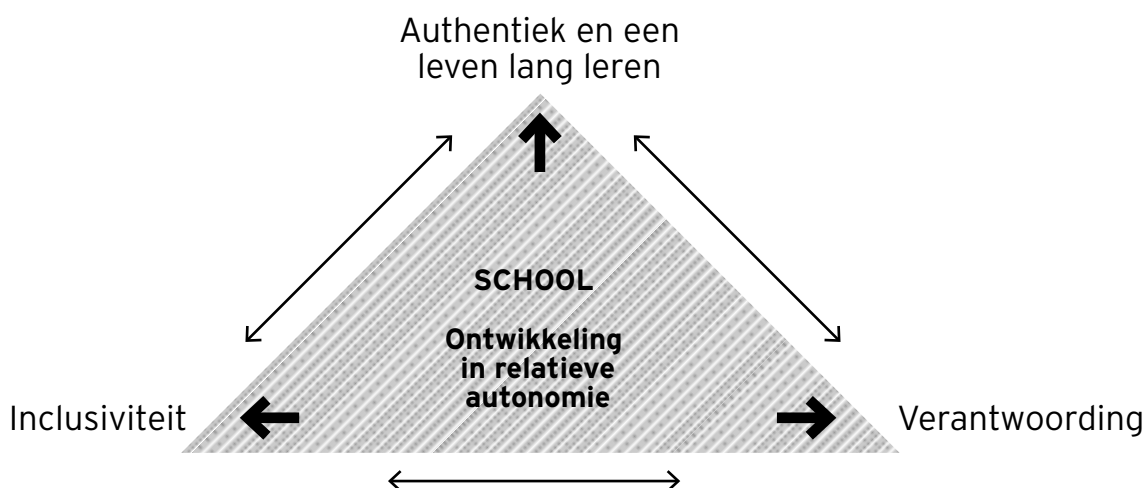 Authentiek en een
leven lang leren
SCHOOL
Ontwikkeling
in relatieve
autonomie
Inclusiviteit
Verantwoording